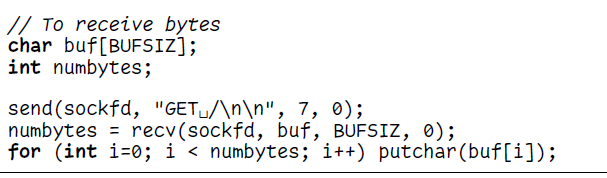 // To receive bytes
char buf[BUFSIZ];
int numbytes;
send(sockfd, "GET␣/\n\n", 7, 0);
numbytes = recv(sockfd, buf, BUFSIZ, 0);
for (int i=0; i < numbytes; i++) putchar(buf[i]);